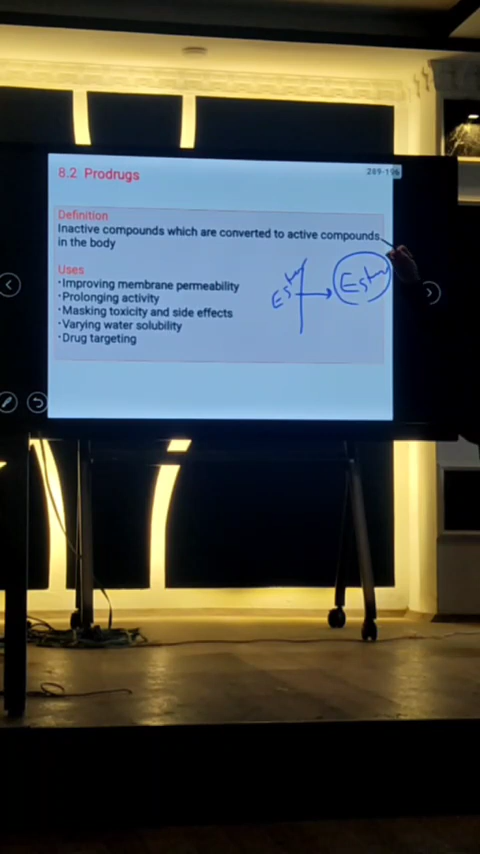 8.2 Prodrugs
289-196
Definition
Inactive compounds which are converted to active compounds
in the body
Uses
·Improving membrane permeability
·Prolonging activity
·Masking toxicity and side effects
·Varying water solubility
·Drug targeting